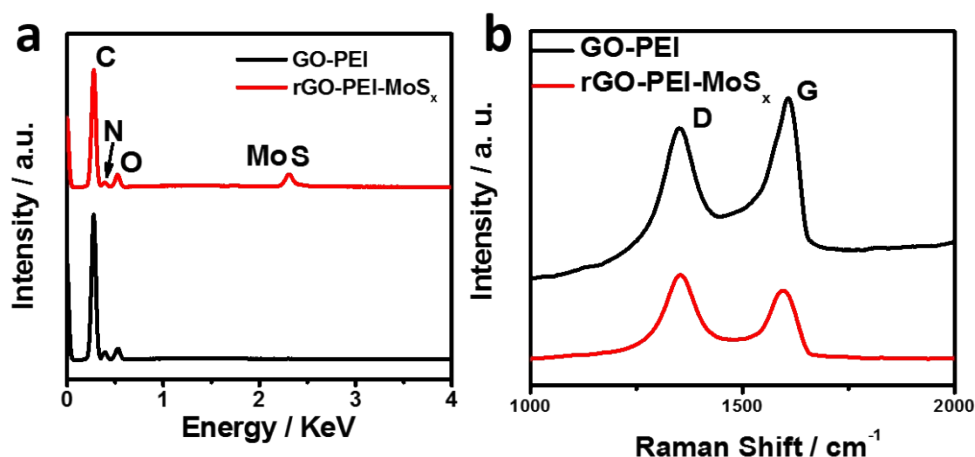 a
GO-PEI
rGO-PEI-MoSₓ
C
N
O
Mo S
Intensity / a.u.
0 1 2 3 4
Energy / KeV
b
GO-PEI
rGO-PEI-MoSₓ
D
G
Intensity / a. u.
1000 1500 2000
Raman Shift / cm⁻¹